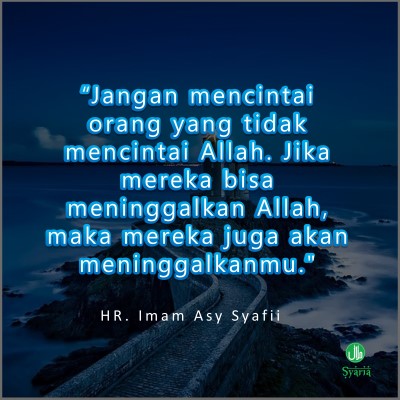 “Jangan mencintai
orang yang tidak
mencintai Allah. Jika
mereka bisa
meninggalkan Allah,
maka mereka juga akan
meninggalkanmu.”
HR. Imam Asy Syafii
حلال
Syaria